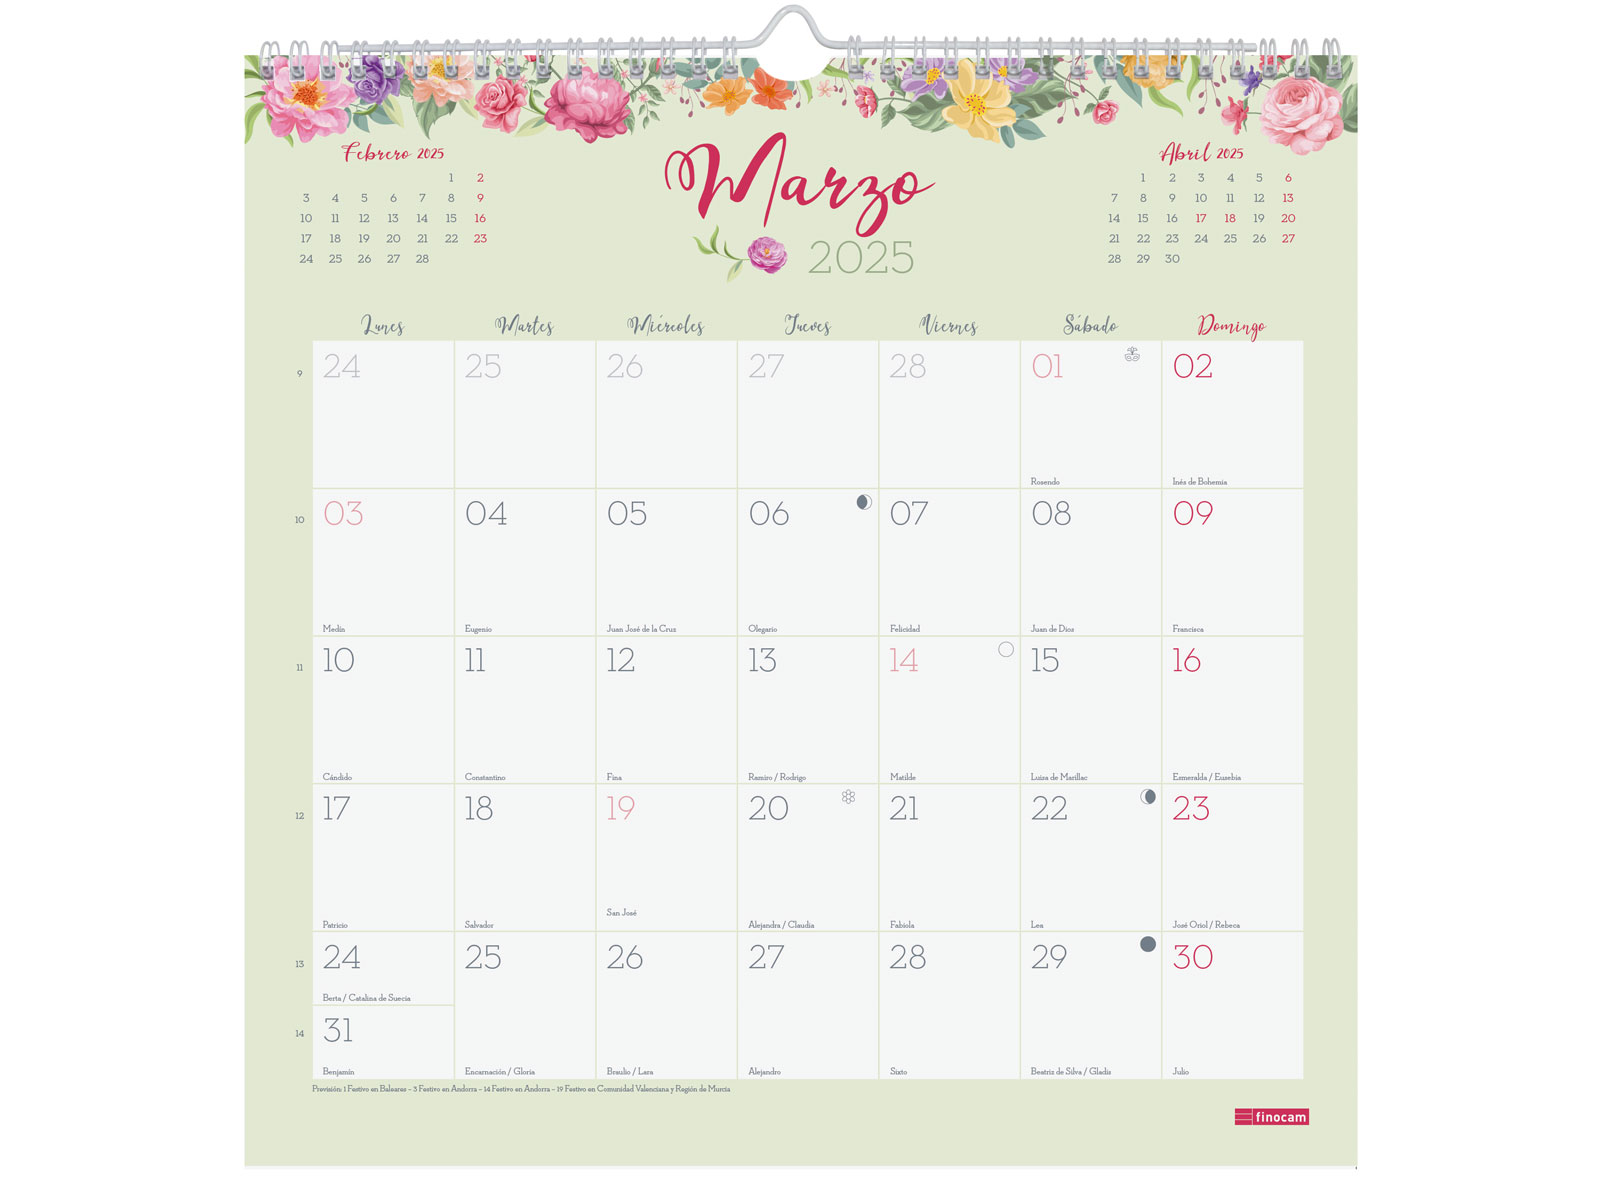 Febrero 2025
1 2
3 4 5 6 7 8 9
10 11 12 13 14 15 16
17 18 19 20 21 22 23
24 25 26 27 28
Marzo
2025
Abril 2025
1 2 3 4 5 6
7 8 9 10 11 12 13
14 15 16 17 18 19 20
21 22 23 24 25 26 27
28 29 30
Lunes Martes Miércoles Jueves Viernes Sábado Domingo
9 24 25 26 27 28 01 02
Rosendo Inés de Bohemia
10 03 04 05 06 07 08 09
Medín Eugenio Juan José de la Cruz Olegario Felicidad Juan de Dios Francisca
11 10 11 12 13 14 15 16
Cándido Constantino Fina Ramiro / Rodrigo Matilde Luisa de Marillac Esmeralda / Eusebia
12 17 18 19 20 21 22 23
San José
Patricio Salvador Alejandra / Claudia Fabiola Lea José Oriol / Rebeca
13 24 25 26 27 28 29 30
Berta / Catalina de Suecia
14 31
Benjamín Encarnación / Gloria Braulio / Lara Alejandro Sixto Beatriz de Silva / Gladis Julio
Previsión: 1 Festivo en Baleares - 3 Festivo en Andorra - 14 Festivo en Andorra - 19 Festivo en Comunidad Valenciana y Región de Murcia
finocam